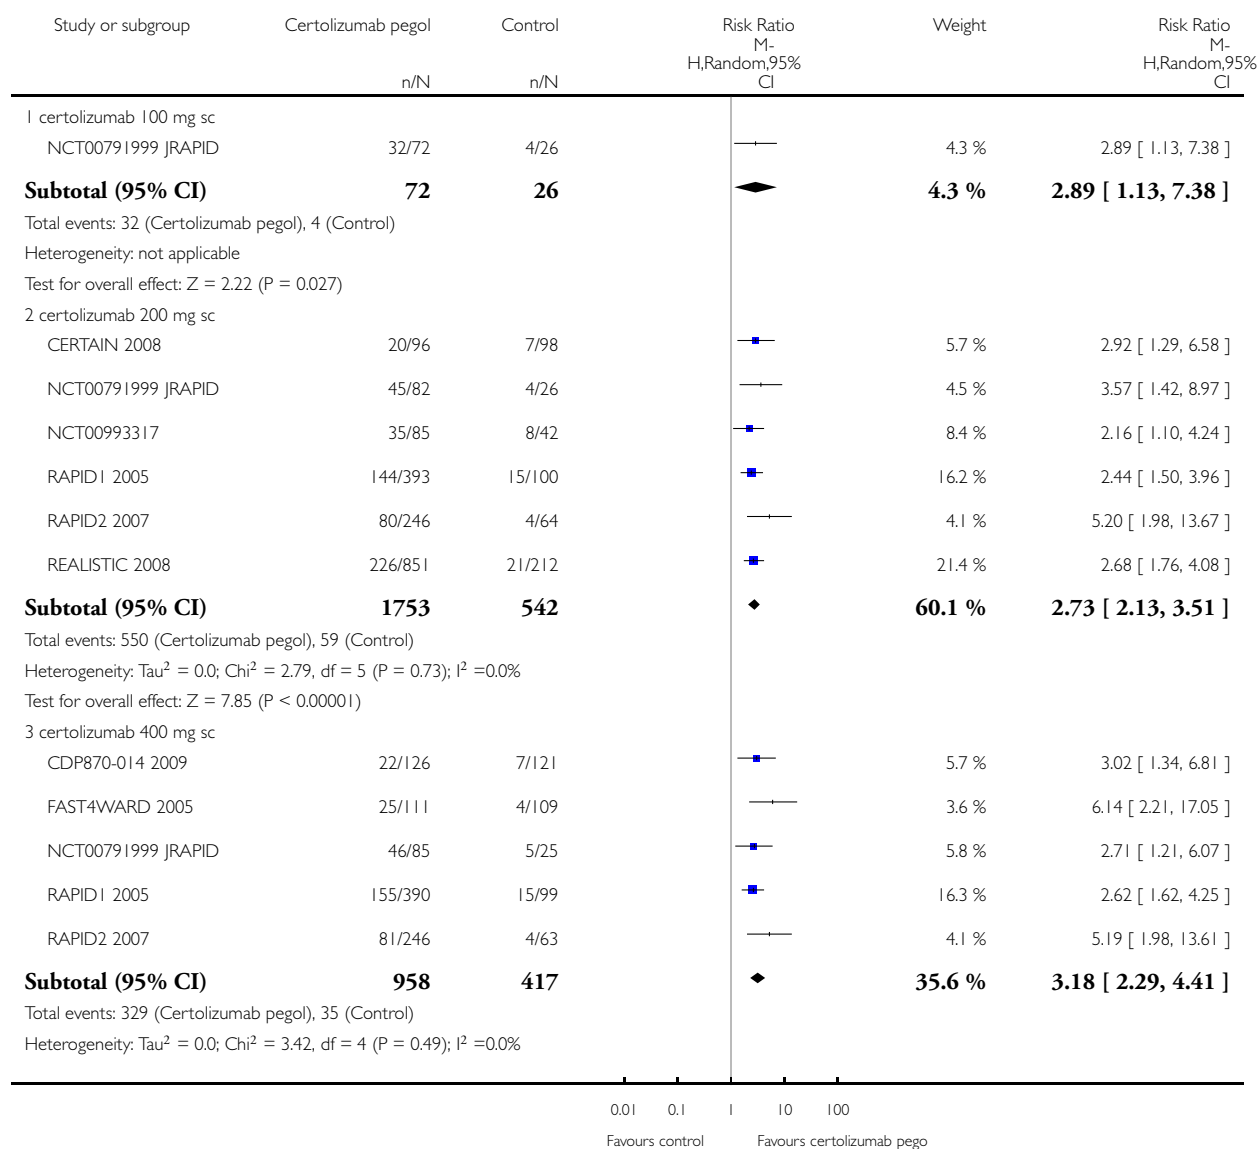 Study or subgroup Certolizumab pegol Control Risk Ratio Weight Risk Ratio
M- M-
H,Random,95% H,Random,95%
n/N n/N CI CI
1 certolizumab 100 mg sc
NCT00791999 JRAPID 32/72 4/26 4.3 % 2.89 [ 1.13, 7.38 ]
Subtotal (95% CI) 72 26 4.3 % 2.89 [ 1.13, 7.38 ]
Total events: 32 (Certolizumab pegol), 4 (Control)
Heterogeneity: not applicable
Test for overall effect: Z = 2.22 (P = 0.027)
2 certolizumab 200 mg sc
CERTAIN 2008 20/96 7/98 5.7 % 2.92 [ 1.29, 6.58 ]
NCT00791999 JRAPID 45/82 4/26 4.5 % 3.57 [ 1.42, 8.97 ]
NCT00993317 35/85 8/42 8.4 % 2.16 [ 1.10, 4.24 ]
RAPID1 2005 144/393 15/100 16.2 % 2.44 [ 1.50, 3.96 ]
RAPID2 2007 80/246 4/64 4.1 % 5.20 [ 1.98, 13.67 ]
REALISTIC 2008 226/851 21/212 21.4 % 2.68 [ 1.76, 4.08 ]
Subtotal (95% CI) 1753 542 60.1 % 2.73 [ 2.13, 3.51 ]
Total events: 550 (Certolizumab pegol), 59 (Control)
Heterogeneity: Tau² = 0.0; Chi² = 2.79, df = 5 (P = 0.73); I² =0.0%
Test for overall effect: Z = 7.85 (P < 0.00001)
3 certolizumab 400 mg sc
CDP870-014 2009 22/126 7/121 5.7 % 3.02 [ 1.34, 6.81 ]
FAST4WARD 2005 25/111 4/109 3.6 % 6.14 [ 2.21, 17.05 ]
NCT00791999 JRAPID 46/85 5/25 5.8 % 2.71 [ 1.21, 6.07 ]
RAPID1 2005 155/390 15/99 16.3 % 2.62 [ 1.62, 4.25 ]
RAPID2 2007 81/246 4/63 4.1 % 5.19 [ 1.98, 13.61 ]
Subtotal (95% CI) 958 417 35.6 % 3.18 [ 2.29, 4.41 ]
Total events: 329 (Certolizumab pegol), 35 (Control)
Heterogeneity: Tau² = 0.0; Chi² = 3.42, df = 4 (P = 0.49); I² =0.0%
0.01 0.1 1 10 100
Favours control Favours certolizumab pego